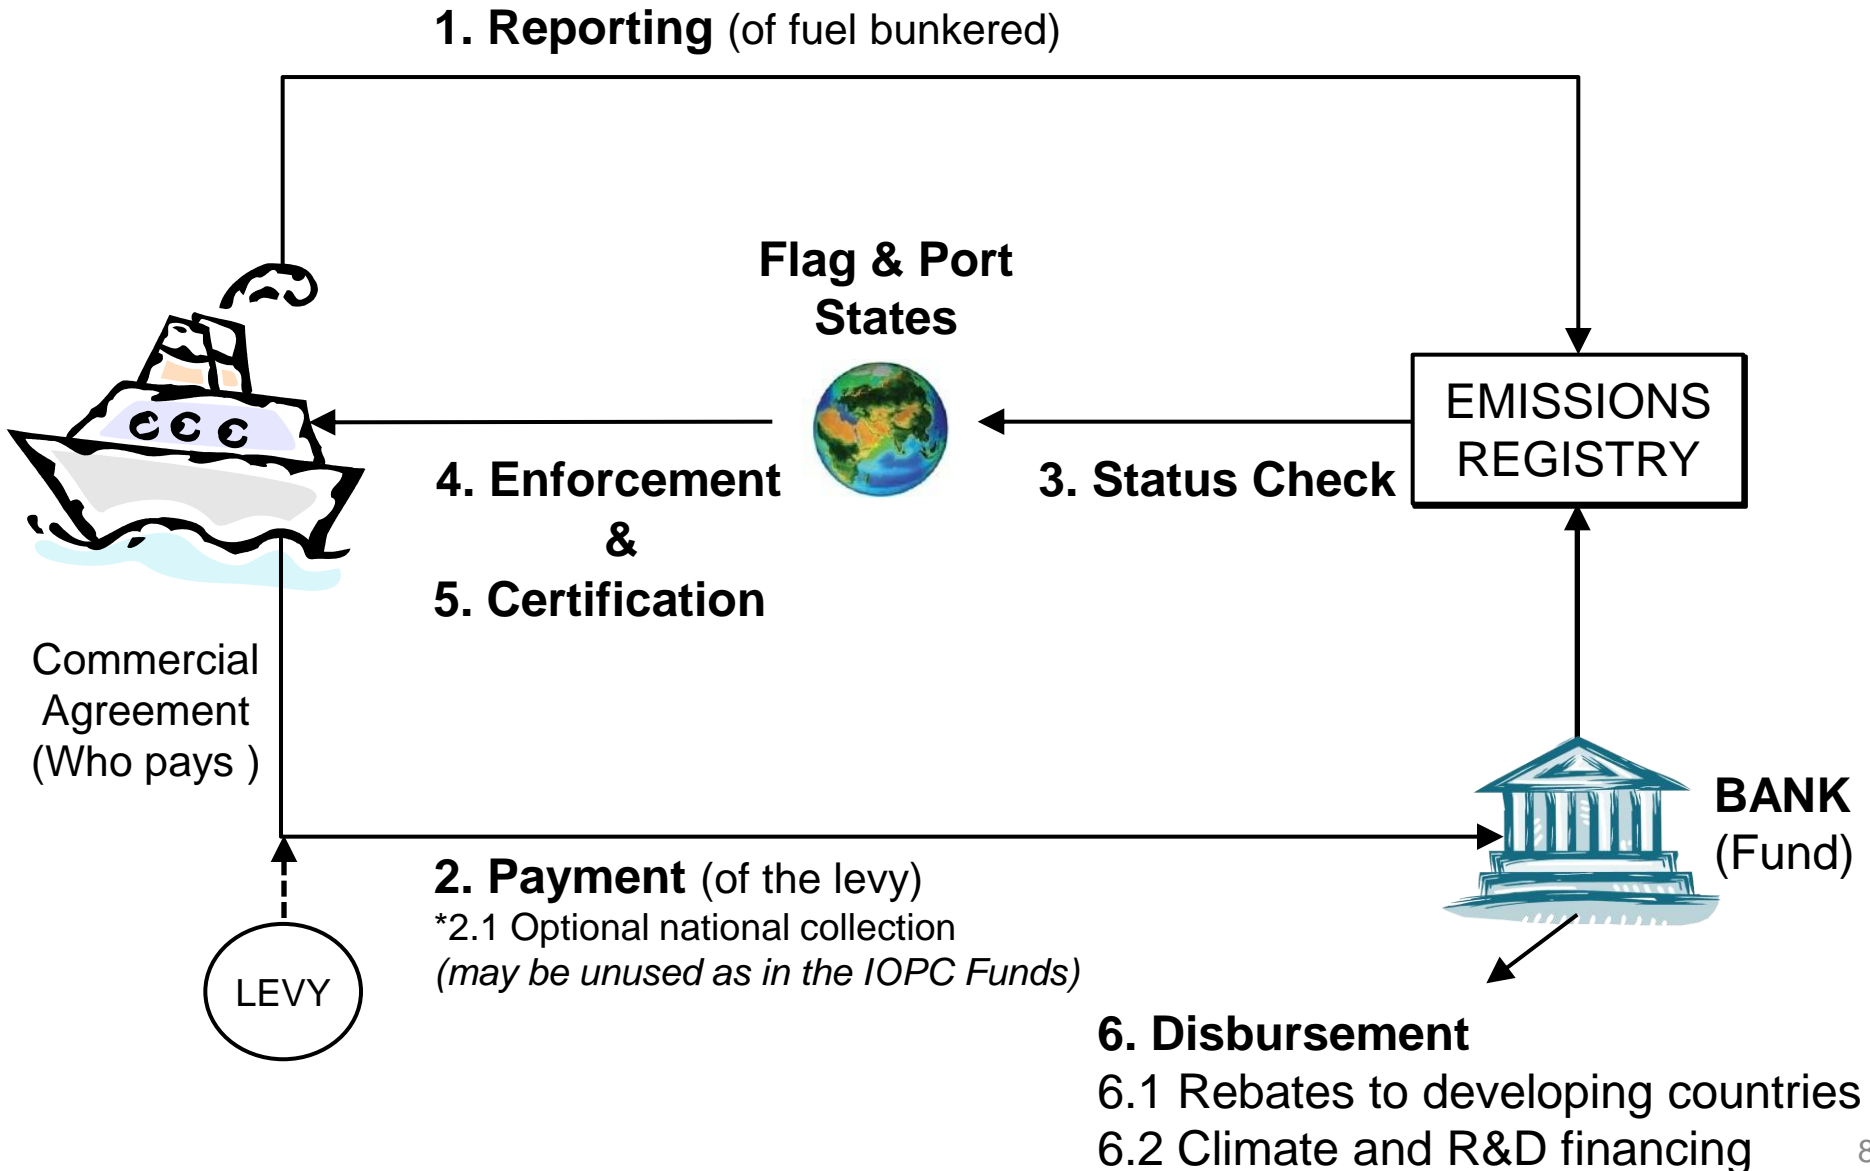 1. Reporting (of fuel bunkered)
Flag & Port
States
EMISSIONS
REGISTRY
4. Enforcement
&
5. Certification
3. Status Check
Commercial
Agreement
(Who pays )
BANK
(Fund)
2. Payment (of the levy)
*2.1 Optional national collection
(may be unused as in the IOPC Funds)
LEVY
6. Disbursement
6.1 Rebates to developing countries
6.2 Climate and R&D financing
8